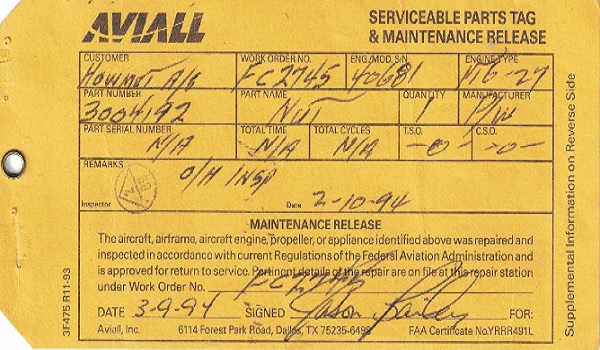 AVIALL SERVICEABLE PARTS TAG
& MAINTENANCE RELEASE
CUSTOMER WORK ORDER NO. ENG./MOD. S/N ENGINE TYPE
Howmet FC2745 40681
PART NUMBER PART NAME QUANTITY MANUFACTURER
3004192 NUT 1 P/W
PART SERIAL NUMBER TOTAL TIME TOTAL CYCLES T.S.O. C.S.O.
N/A N/A N/A -0- -0-
REMARKS
O/H INSP
Inspector Date 2-10-94
MAINTENANCE RELEASE
The aircraft, airframe, aircraft engine, propeller, or appliance identified above was repaired and
inspected in accordance with current Regulations of the Federal Aviation Administration and
is approved for return to service. Pertinent details of the repair are on file at this repair station
under Work Order No. FC2745
DATE 3-9-94 SIGNED Jason FOR:
Aviall, Inc. 6114 Forest Park Road, Dallas, TX 75235-6498 FAA Certificate No. YRRR491L
3F475 R11-93
Supplemental Information on Reverse Side